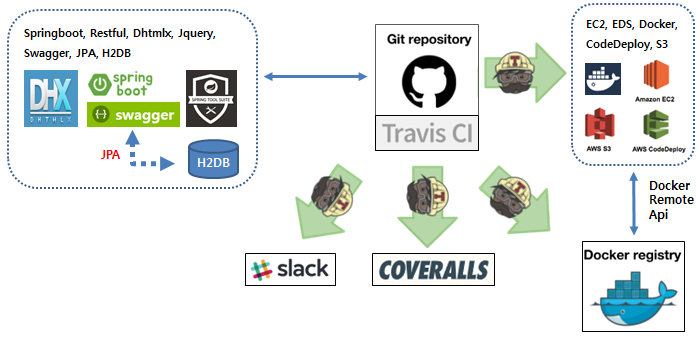 Springboot, Restful, Dhtmlx, Jquery,
Swagger, JPA, H2DB
DHX
DHTMLX
spring
boot
swagger
SPRING TOOL SUITE
JPA
H2DB
Git repository
Travis CI
EC2, EDS, Docker,
CodeDeploy, S3
docker
Amazon EC2
AWS S3
AWS CodeDeploy
Docker
Remote
Api
slack
COVERALLS
Docker registry